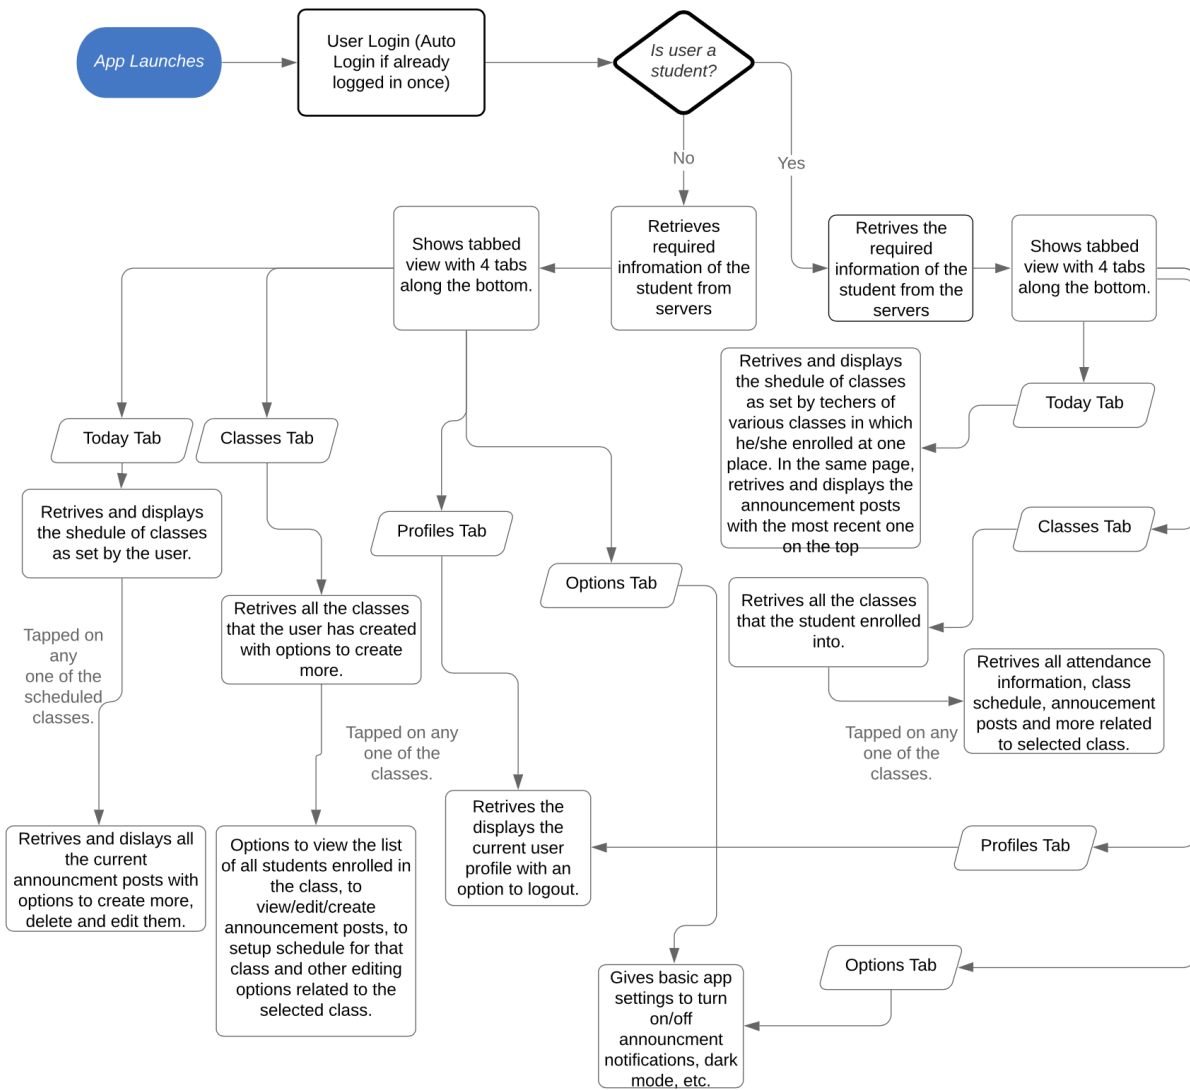 App Launches
User Login (Auto
Login if already
logged in once)
Is user a
student?
No
Yes
Shows tabbed
view with 4 tabs
along the bottom.
Retrieves
required
infromation of the
student from
servers
Retrives the
required
information of the
student from the
servers
Shows tabbed
view with 4 tabs
along the bottom.
Retrives and displays
the shedule of classes
as set by techers of
various classes in which
he/she enrolled at one
place. In the same page,
retrives and displays the
announcement posts
with the most recent one
on the top
Today Tab
Today Tab
Classes Tab
Retrives and displays
the shedule of classes
as set by the user.
Profiles Tab
Classes Tab
Options Tab
Retrives all the classes
that the user has created
with options to create
more.
Retrives all the classes
that the student enrolled
into.
Tapped on
any
one of the
scheduled
classes.
Retrives all attendance
information, class
schedule, annoucement
posts and more related
to selected class.
Tapped on any
one of the
classes.
Tapped on any
one of the
classes.
Retrives and dislays all
the current
announcment posts with
options to create more,
delete and edit them.
Options to view the list
of all students enrolled in
the class, to
view/edit/create
announcement posts, to
setup schedule for that
class and other editing
options related to the
selected class.
Retrives the
displays the
current user
profile with an
option to logout.
Profiles Tab
Options Tab
Gives basic app
settings to turn
on/off
announcment
notifications, dark
mode, etc.